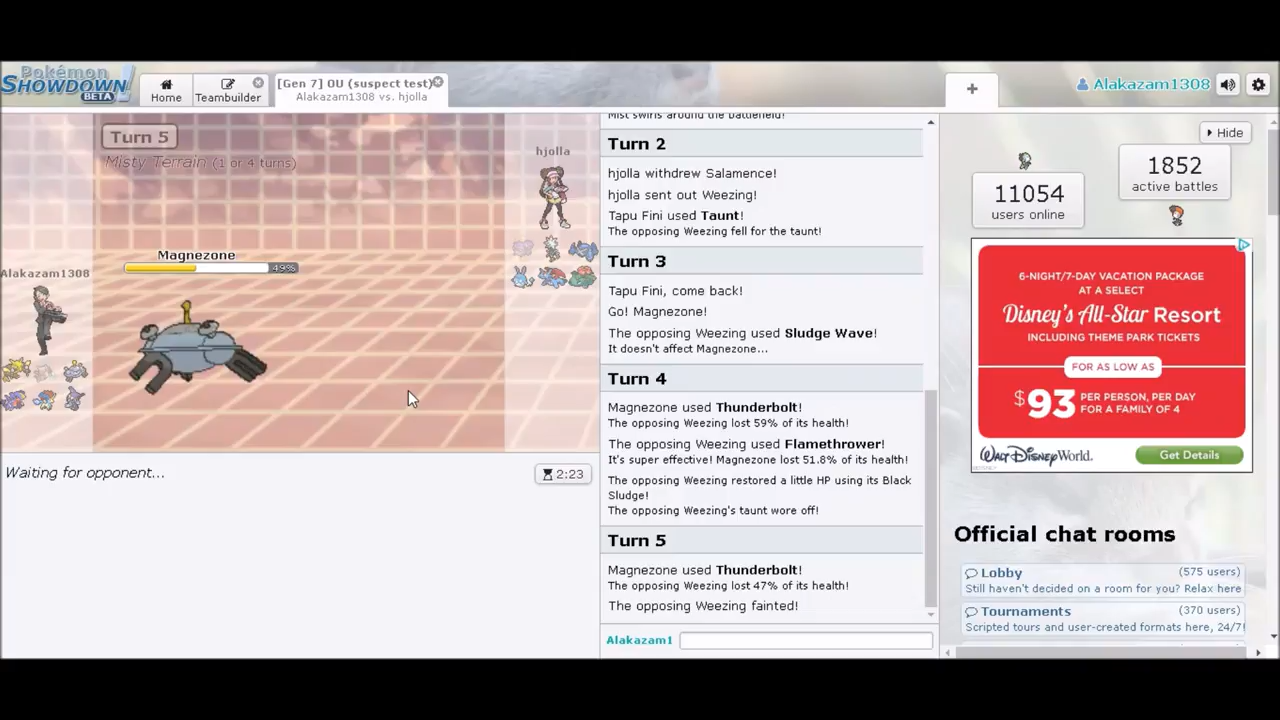 Pokémon
SHOWDOWN!
BETA
Home
Teambuilder
[Gen 7] OU (suspect test)
Alakazam1308 vs. hjolla
+
Alakazam1308
Turn 5
Misty Terrain (1 or 4 turns)
hjolla
Magnezone
49%
Alakazam1308
Waiting for opponent...
2:23
Mist swirls around the battlefield!
Turn 2
hjolla withdrew Salamence!
hjolla sent out Weezing!
Tapu Fini used Taunt!
The opposing Weezing fell for the taunt!
Turn 3
Tapu Fini, come back!
Go! Magnezone!
The opposing Weezing used Sludge Wave!
It doesn't affect Magnezone...
Turn 4
Magnezone used Thunderbolt!
The opposing Weezing lost 59% of its health!
The opposing Weezing used Flamethrower!
It's super effective! Magnezone lost 51.8% of its health!
The opposing Weezing restored a little HP using its Black
Sludge!
The opposing Weezing's taunt wore off!
Turn 5
Magnezone used Thunderbolt!
The opposing Weezing lost 47% of its health!
The opposing Weezing fainted!
Alakazam1
Hide
11054
users online
1852
active battles
6-NIGHT/7-DAY VACATION PACKAGE
AT A SELECT
Disney's All-Star Resort
INCLUDING THEME PARK TICKETS
FOR AS LOW AS
$93 PER PERSON, PER DAY
FOR A FAMILY OF 4
Walt Disney World.
Get Details
Official chat rooms
Lobby (575 users)
Still haven't decided on a room for you? Relax here
Tournaments (370 users)
Scripted tours and user-created formats here, 24/7!